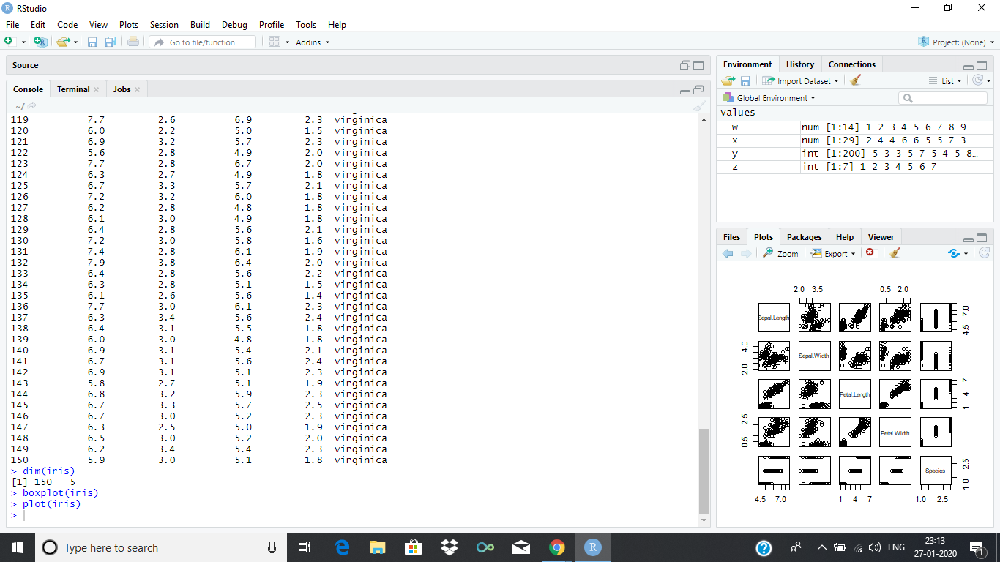 RStudio
File Edit Code View Plots Session Build Debug Profile Tools Help
Go to file/function Addins Project: (None)
Source
Console Terminal Jobs
~/
119 7.7 2.6 6.9 2.3 virginica
120 6.0 2.2 5.0 1.5 virginica
121 6.9 3.2 5.7 2.3 virginica
122 5.6 2.8 4.9 2.0 virginica
123 7.7 2.8 6.7 2.0 virginica
124 6.3 2.7 4.9 1.8 virginica
125 6.7 3.3 5.7 2.1 virginica
126 7.2 3.2 6.0 1.8 virginica
127 6.2 2.8 4.8 1.8 virginica
128 6.1 3.0 4.9 1.8 virginica
129 6.4 2.8 5.6 2.1 virginica
130 7.2 3.0 5.8 1.6 virginica
131 7.4 2.8 6.1 1.9 virginica
132 7.9 3.8 6.4 2.0 virginica
133 6.4 2.8 5.6 2.2 virginica
134 6.3 2.8 5.1 1.5 virginica
135 6.1 2.6 5.6 1.4 virginica
136 7.7 3.0 6.1 2.3 virginica
137 6.3 3.4 5.6 2.4 virginica
138 6.4 3.1 5.5 1.8 virginica
139 6.0 3.0 4.8 1.8 virginica
140 6.9 3.1 5.4 2.1 virginica
141 6.7 3.1 5.6 2.4 virginica
142 6.9 3.1 5.1 2.3 virginica
143 5.8 2.7 5.1 1.9 virginica
144 6.8 3.2 5.9 2.3 virginica
145 6.7 3.3 5.7 2.5 virginica
146 6.7 3.0 5.2 2.3 virginica
147 6.3 2.5 5.0 1.9 virginica
148 6.5 3.0 5.2 2.0 virginica
149 6.2 3.4 5.4 2.3 virginica
150 5.9 3.0 5.1 1.8 virginica
> dim(iris)
[1] 150 5
> boxplot(iris)
> plot(iris)
>
Environment History Connections
Import Dataset List
Global Environment
Values
w num [1:14] 1 2 3 4 5 6 7 8 9 ...
x num [1:29] 2 4 4 6 6 5 5 7 3 ...
y int [1:200] 5 3 3 5 7 5 4 5 8...
z int [1:7] 1 2 3 4 5 6 7
Files Plots Packages Help Viewer
Zoom Export
2.0 3.5 0.5 2.0
Sepal.Length 4.5 7.0
2.0 4.0 Sepal.Width
Petal.Length 1 4 7
0.5 2.5 Petal.Width
Species 1.0 2.5
4.5 7.0 1 4 7 1.0 2.5
Type here to search
ENG 23:13
27-01-2020
1